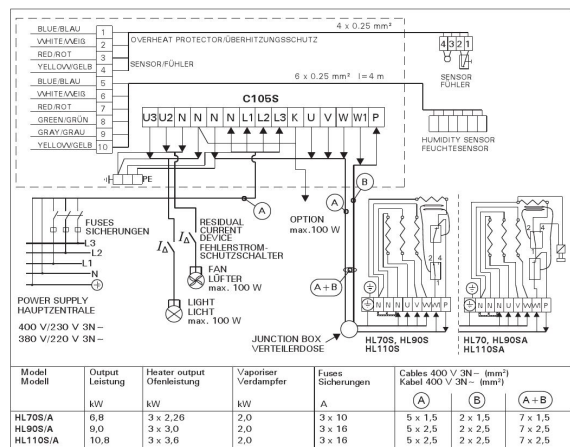 BLUE/BLAU 1
WHITE/WEIß 2
RED/ROT 3
YELLOW/GELB 4
BLUE/BLAU 5
WHITE/WEIß 6
RED/ROT 7
GREEN/GRÜN 8
GRAY/GRAU 9
YELLOW/GELB 10
OVERHEAT PROTECTOR/ÜBERHITZUNGSSCHUTZ
SENSOR/FÜHLER
4 x 0.25 mm²
4 3 2 1
SENSOR
FÜHLER
6 x 0.25 mm² l=4 m
HUMIDITY SENSOR
FEUCHTESENSOR
C105S
U3 U2 N N N N L1 L2 L3 K U V W W1 P
PE
A
B
A
OPTION
max.100 W
FUSES
SICHERUNGEN
L3
L2
L1
N
POWER SUPPLY
HAUPTZENTRALE
400 V/230 V 3N~
380 V/220 V 3N~
RESIDUAL
CURRENT
DEVICE
FEHLERSTROM-
SCHUTZSCHALTER
IΔ
IΔ
FAN
LÜFTER
max. 100 W
LIGHT
LICHT
max. 100 W
A+B
JUNCTION BOX
VERTEILERDOSE
2 4
N N N U V W W1 P
HL70S, HL90S
HL110S
2 4
N N N U V W W1 P
HL70, HL90SA
HL110SA
Model Output Heater output Vaporiser Fuses Cables 400 V 3N~ (mm²)
Modell Leistung Ofenleistung Verdampfer Sicherungen Kabel 400 V 3N~ (mm²)
kW kW kW A A B A+B
HL70S/A 6,8 3 x 2,26 2,0 3 x 10 5 x 1,5 2 x 1,5 7 x 1,5
HL90S/A 9,0 3 x 3,0 2,0 3 x 16 5 x 2,5 2 x 2,5 7 x 2,5
HL110S/A 10,8 3 x 3,6 2,0 3 x 16 5 x 2,5 2 x 2,5 7 x 2,5